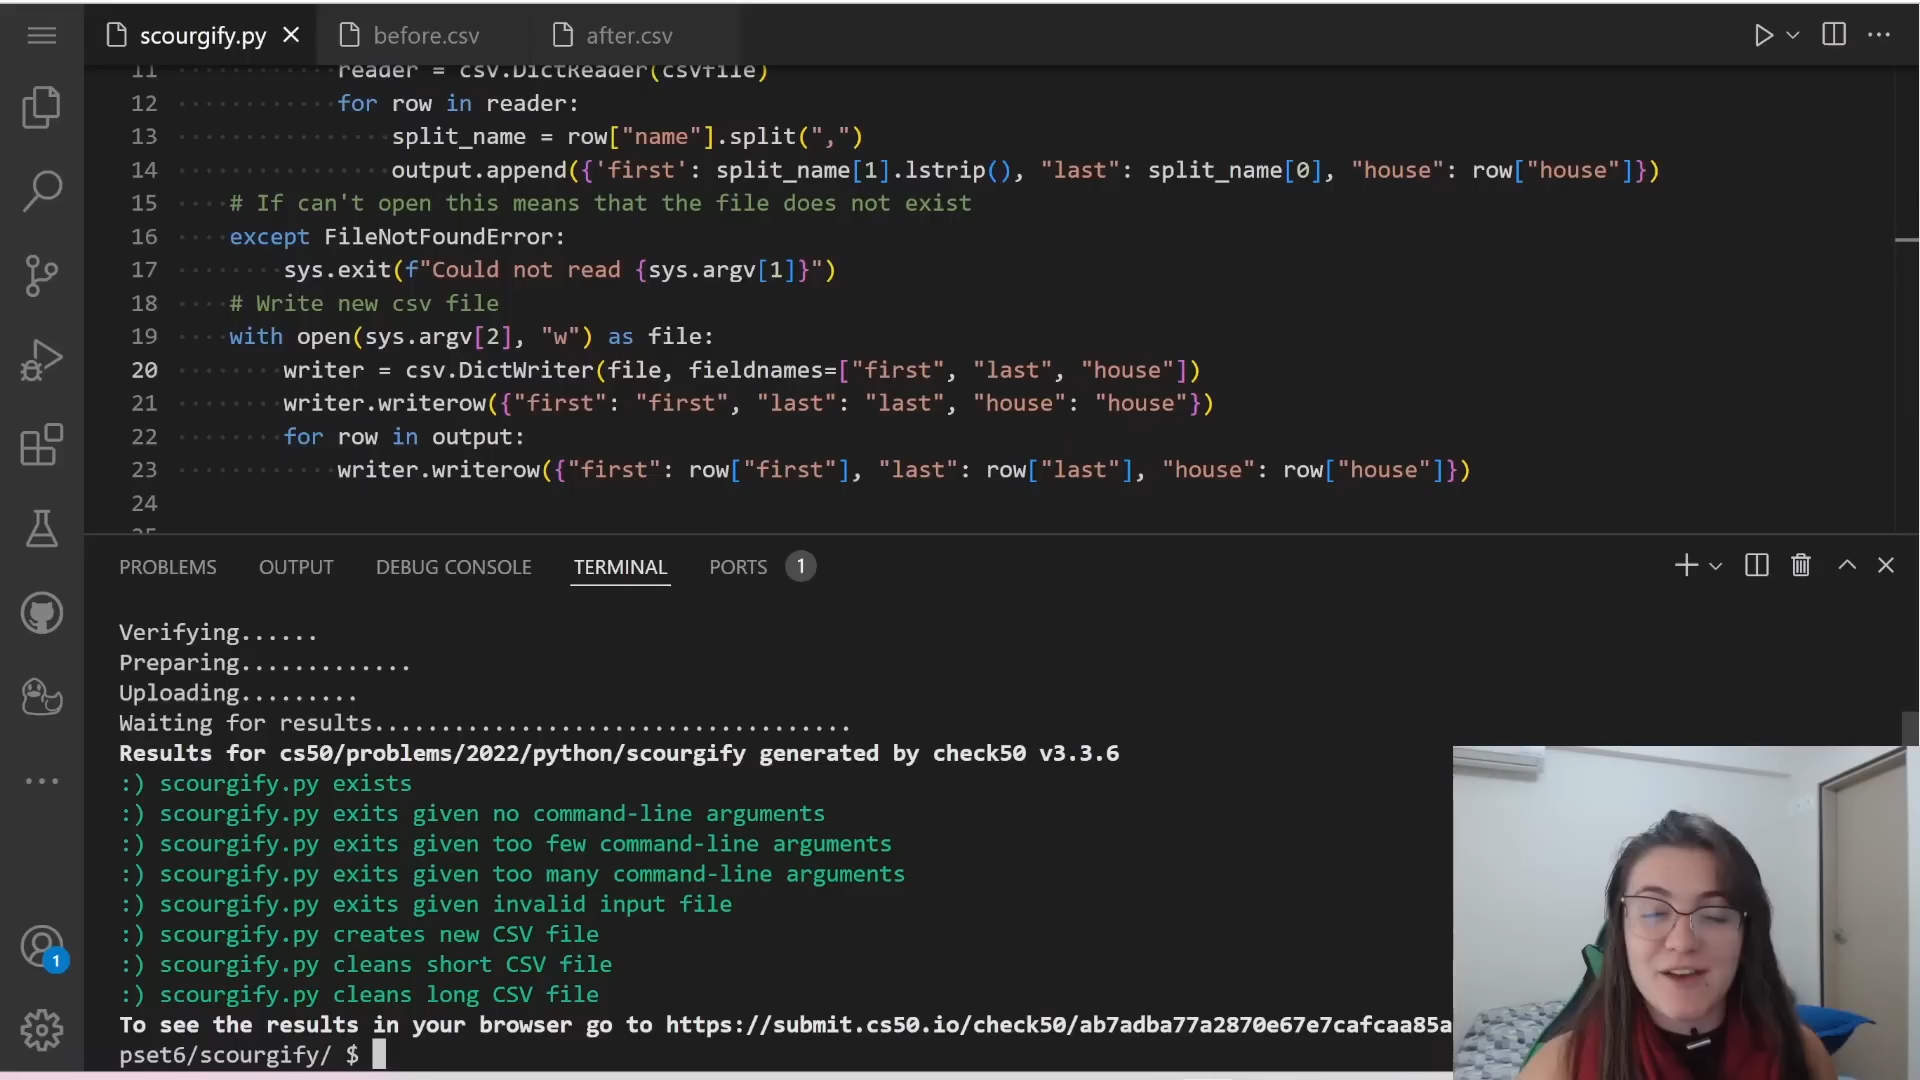 scourgify.py
before.csv
after.csv
11 reader = csv.DictReader(csvfile)
12 for row in reader:
13 split_name = row["name"].split(",")
14 output.append({'first': split_name[1].lstrip(), "last": split_name[0], "house": row["house"]})
15 # If can't open this means that the file does not exist
16 except FileNotFoundError:
17 sys.exit(f"Could not read {sys.argv[1]}")
18 # Write new csv file
19 with open(sys.argv[2], "w") as file:
20 writer = csv.DictWriter(file, fieldnames=["first", "last", "house"])
21 writer.writerow({"first": "first", "last": "last", "house": "house"})
22 for row in output:
23 writer.writerow({"first": row["first"], "last": row["last"], "house": row["house"]})
24
25
PROBLEMS OUTPUT DEBUG CONSOLE TERMINAL PORTS 1
Verifying......
Preparing.............
Uploading.........
Waiting for results....................................
Results for cs50/problems/2022/python/scourgify generated by check50 v3.3.6
:) scourgify.py exists
:) scourgify.py exits given no command-line arguments
:) scourgify.py exits given too few command-line arguments
:) scourgify.py exits given too many command-line arguments
:) scourgify.py exits given invalid input file
:) scourgify.py creates new CSV file
:) scourgify.py cleans short CSV file
:) scourgify.py cleans long CSV file
To see the results in your browser go to https://submit.cs50.io/check50/ab7adba77a2870e67e7cafcaa85a
pset6/scourgify/ $
1